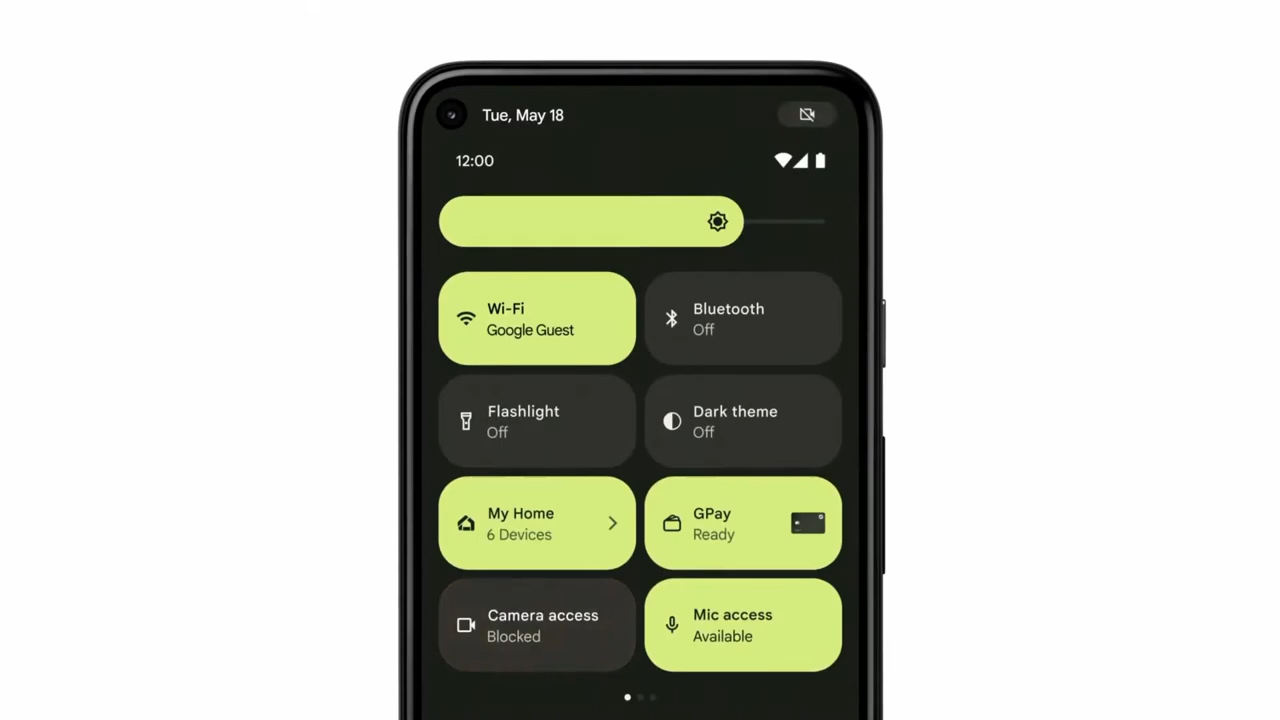 Tue, May 18
12:00
Wi-Fi
Google Guest
Bluetooth
Off
Flashlight
Off
Dark theme
Off
My Home
6 Devices
GPay
Ready
Camera access
Blocked
Mic access
Available